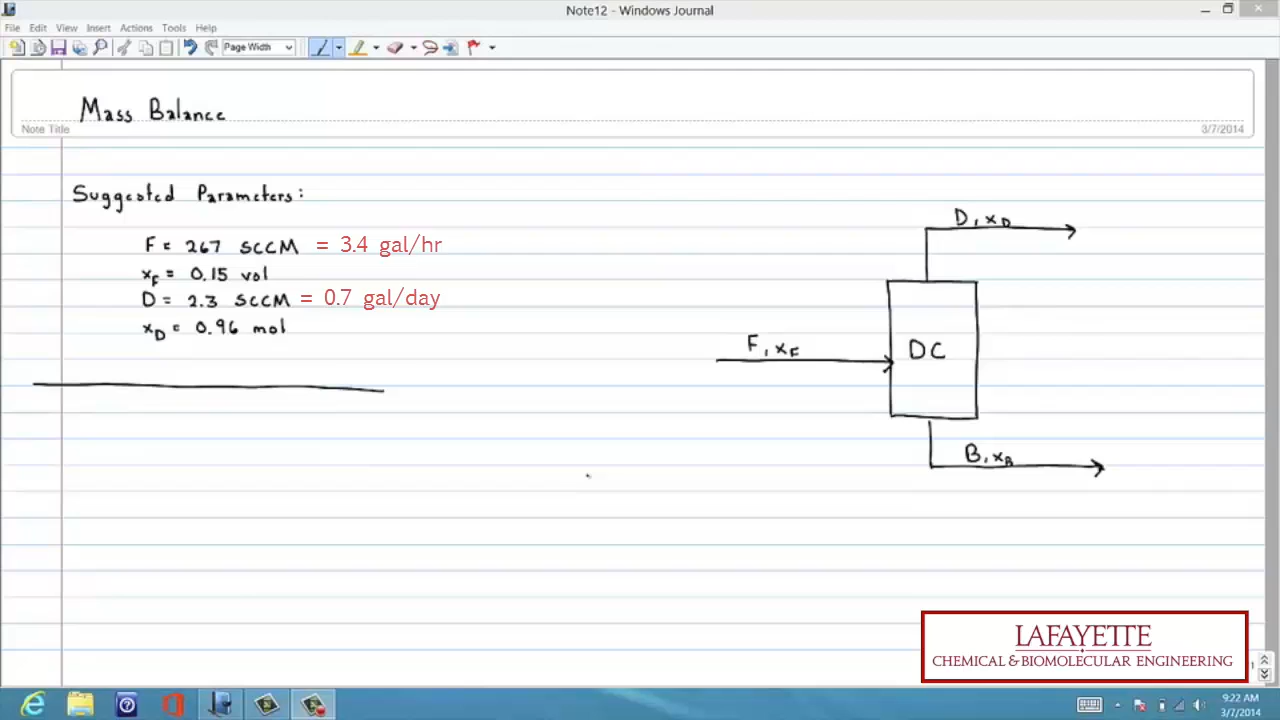 Note12 - Windows Journal
File Edit View Insert Actions Tools Help
Page Width
Mass Balance
Note Title
3/7/2014
Suggested Parameters:
F = 267 SCCM = 3.4 gal/hr
xF = 0.15 vol
D = 2.3 SCCM = 0.7 gal/day
xD = 0.96 mol
D, xD
F, xF
DC
B, xB
LAFAYETTE
CHEMICAL & BIOMOLECULAR ENGINEERING
1
9:22 AM
3/7/2014